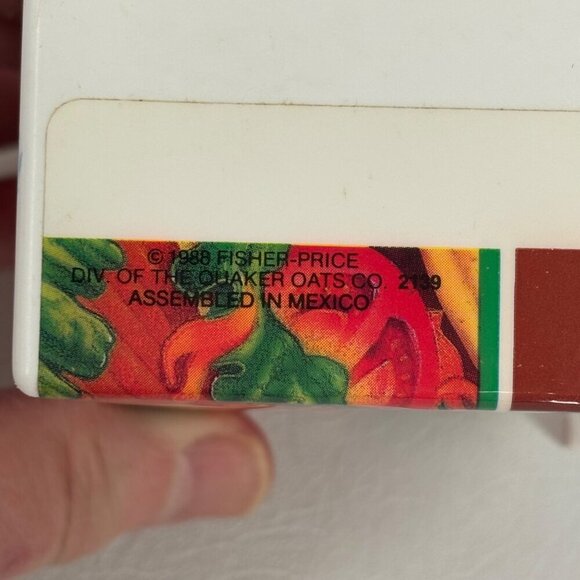 © 1988 FISHER-PRICE
DIV. OF THE QUAKER OATS CO. 2139
ASSEMBLED IN MEXICO